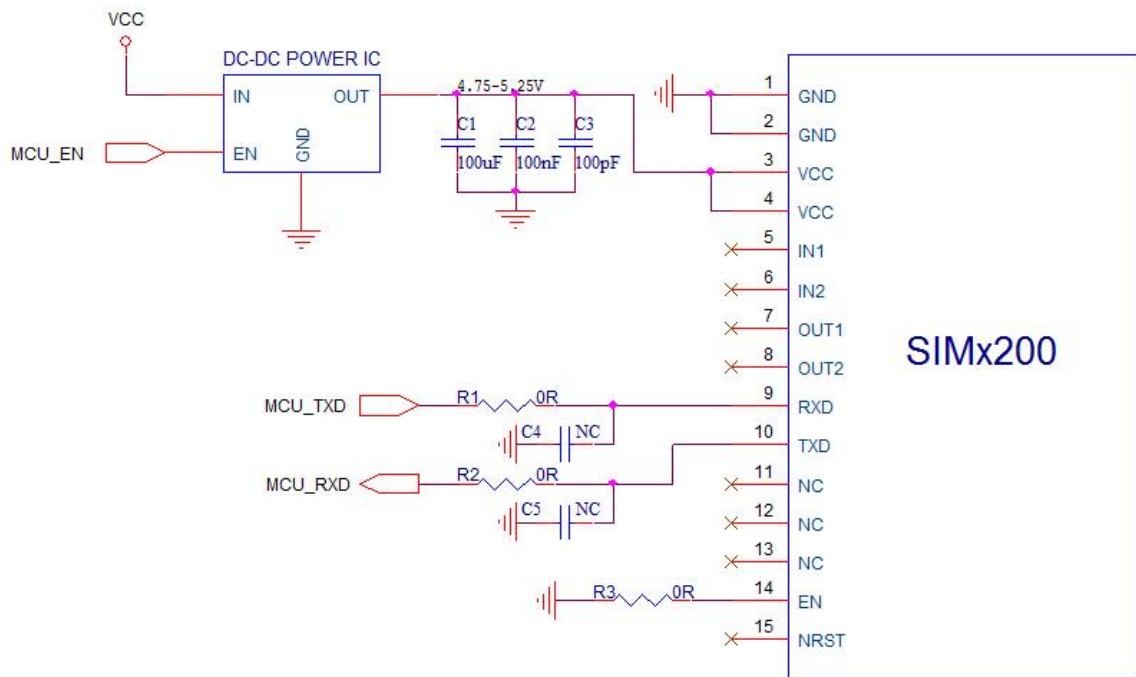 VCC
DC-DC POWER IC
IN
OUT
EN
GND
MCU_EN
4.75-5.25V
C1
C2
C3
100uF
100nF
100pF
1
GND
2
GND
3
VCC
4
VCC
5
IN1
6
IN2
7
OUT1
8
OUT2
SIMx200
MCU_TXD
R1
0R
9
RXD
C4
NC
10
TXD
MCU_RXD
R2
0R
11
NC
C5
NC
12
NC
13
NC
R3
0R
14
EN
15
NRST